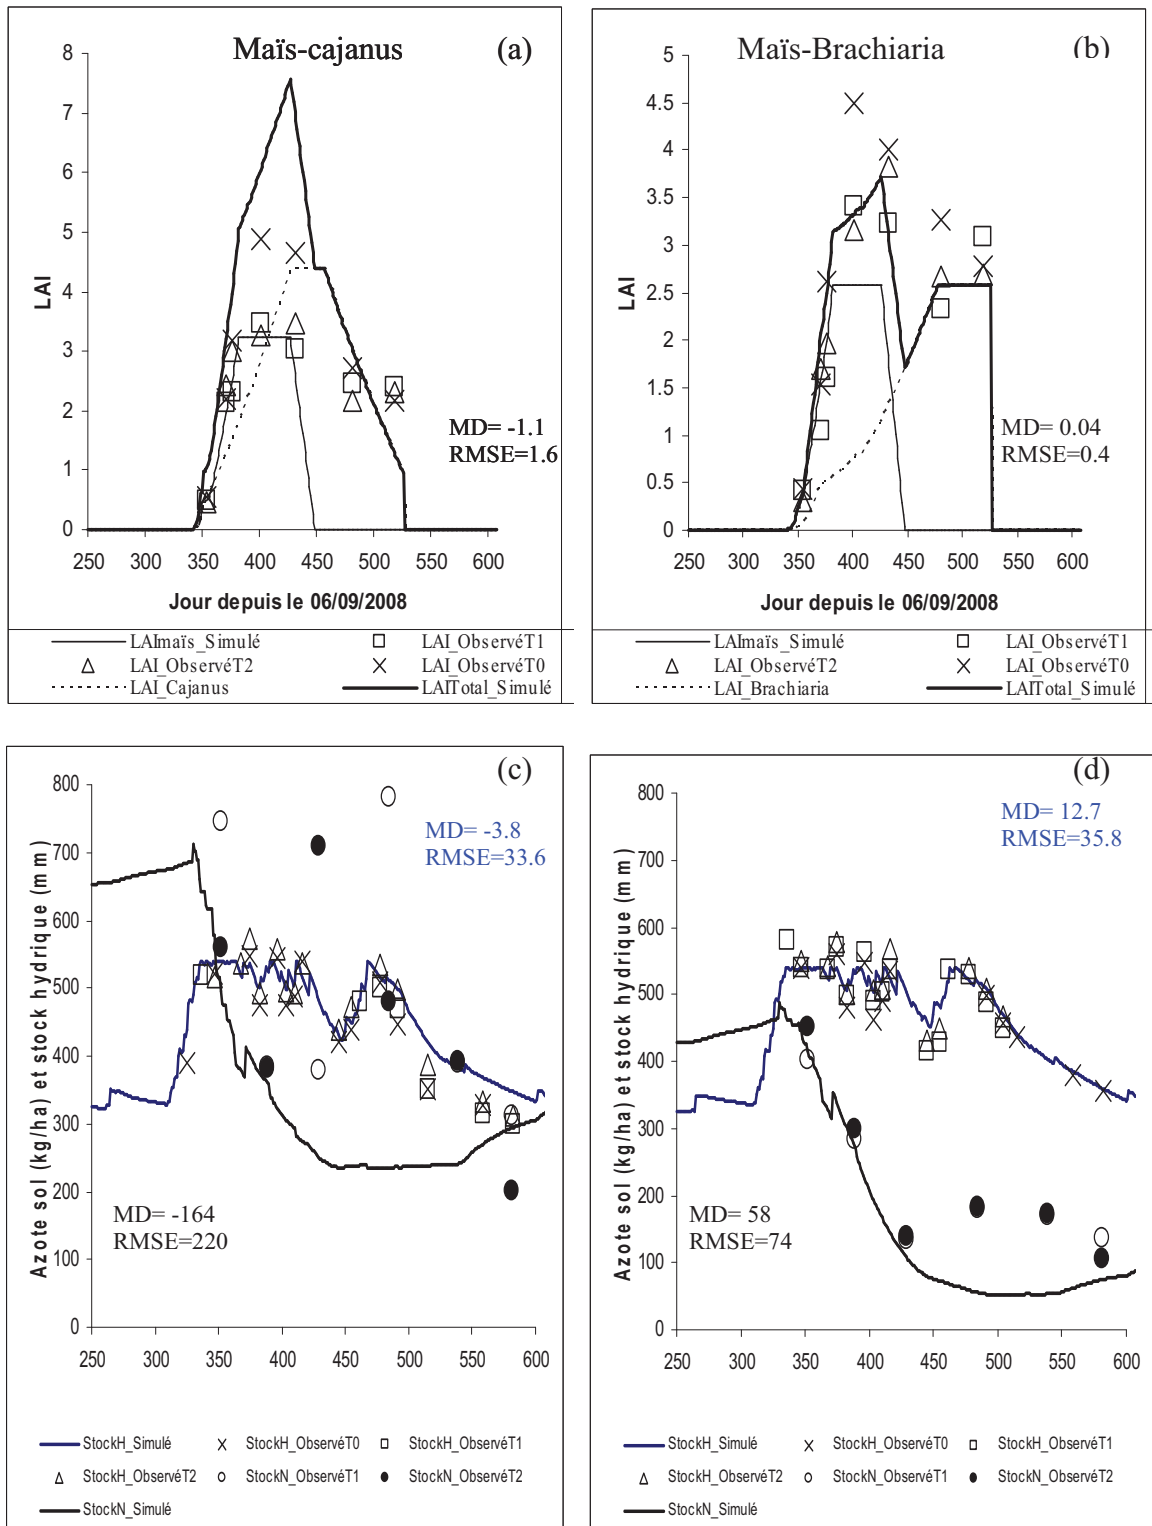 Maïs-cajanus
(a)
8
7
6
5
4
3
2
1
0
LAI
MD= -1.1
RMSE=1.6
250 300 350 400 450 500 550 600
Jour depuis le 06/09/2008
LAImaïs_Simulé
LAI_ObservéT1
LAI_ObservéT2
LAI_ObservéT0
LAI_Cajanus
LAITotal_Simulé
Maïs-Brachiaria
(b)
5
4.5
4
3.5
3
2.5
2
1.5
1
0.5
0
LAI
MD= 0.04
RMSE=0.4
250 300 350 400 450 500 550 600
Jour depuis le 06/09/2008
LAImaïs_Simulé
LAI_ObservéT1
LAI_ObservéT2
LAI_ObservéT0
LAI_Brachiaria
LAITotal_Simulé
(c)
800
700
600
500
400
300
200
100
0
Azote sol (kg/ha) et stock hydrique (mm)
MD= -3.8
RMSE=33.6
MD= -164
RMSE=220
250 300 350 400 450 500 550 600
StockH_Simulé
StockH_ObservéT0
StockH_ObservéT1
StockH_ObservéT2
StockN_ObservéT1
StockN_ObservéT2
StockN_Simulé
(d)
800
700
600
500
400
300
200
100
0
Azote sol (kg/ha) et stock hydrique (mm)
MD= 12.7
RMSE=35.8
MD= 58
RMSE=74
250 300 350 400 450 500 550 600
StockH_Simulé
StockH_ObservéT0
StockH_ObservéT1
StockH_ObservéT2
StockN_ObservéT1
StockN_ObservéT2
StockN_Simulé